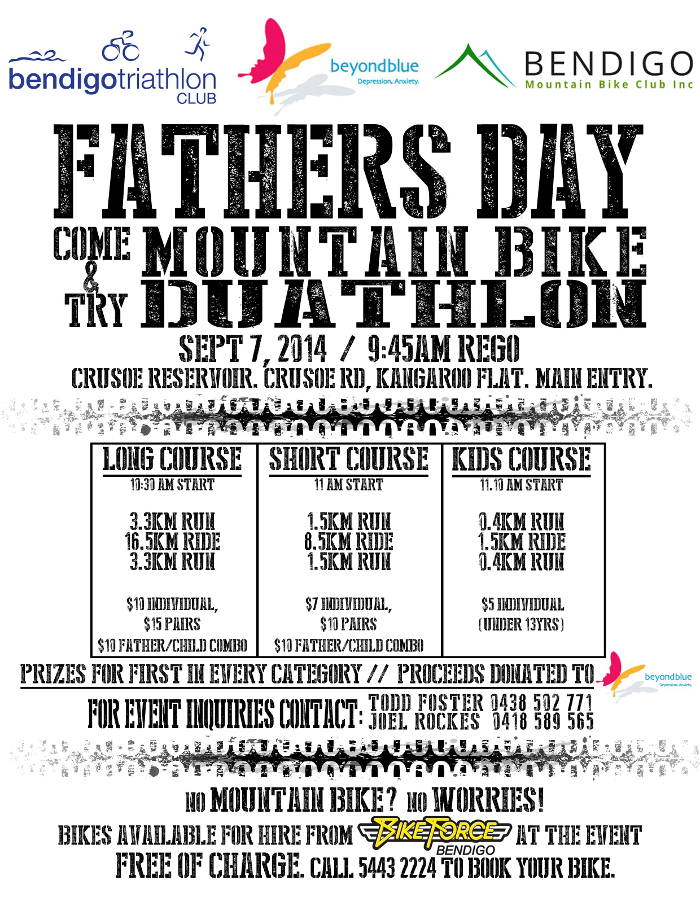 bendigotriathlon
CLUB
beyondblue
Depression. Anxiety.
BENDIGO
Mountain Bike Club Inc
FATHERS DAY
COME & TRY
MOUNTAIN BIKE
DUATHLON
SEPT 7, 2014 / 9:45AM REGO
CRUSOE RESERVOIR. CRUSOE RD, KANGAROO FLAT. MAIN ENTRY.
LONG COURSE
10:30 AM START
3.3KM RUN
16.5KM RIDE
3.3KM RUN
$10 INDIVIDUAL,
$15 PAIRS
$10 FATHER/CHILD COMBO
SHORT COURSE
11 AM START
1.5KM RUN
8.5KM RIDE
1.5KM RUN
$7 INDIVIDUAL,
$10 PAIRS
$10 FATHER/CHILD COMBO
KIDS COURSE
11.10 AM START
0.4KM RUN
1.5KM RIDE
0.4KM RUN
$5 INDIVIDUAL
(UNDER 13YRS)
PRIZES FOR FIRST IN EVERY CATEGORY // PROCEEDS DONATED TO beyondblue
Depression. Anxiety.
FOR EVENT INQUIRIES CONTACT: TODD FOSTER 0438 502 771
JOEL ROCKES 0418 589 565
NO MOUNTAIN BIKE? NO WORRIES!
BIKES AVAILABLE FOR HIRE FROM BIKEFORCE BENDIGO AT THE EVENT
FREE OF CHARGE. CALL 5443 2224 TO BOOK YOUR BIKE.